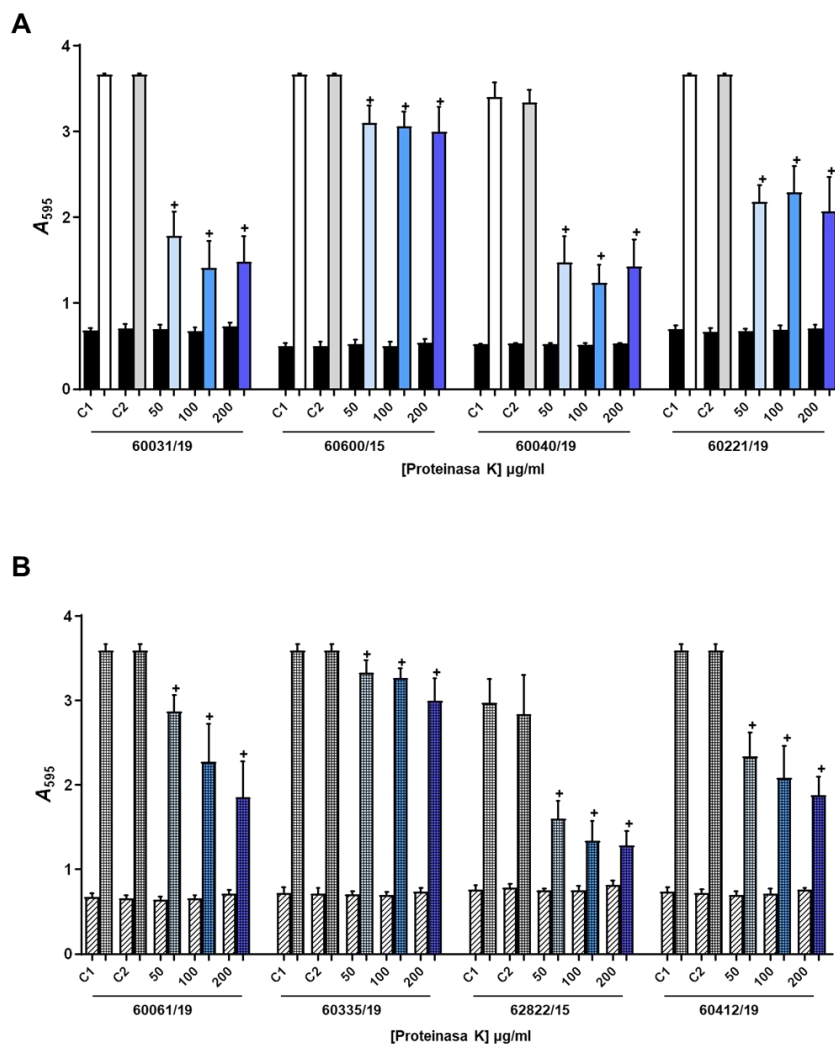 A
4
3
2
1
0
A595
+ + + + + + + + + + + +
C1 C2 50 100 200 C1 C2 50 100 200 C1 C2 50 100 200 C1 C2 50 100 200
60031/19 60600/15 60040/19 60221/19
[Proteinasa K] µg/ml
B
4
3
2
1
0
A595
+ + + + + + + + + + + +
C1 C2 50 100 200 C1 C2 50 100 200 C1 C2 50 100 200 C1 C2 50 100 200
60061/19 60335/19 62822/15 60412/19
[Proteinasa K] µg/ml